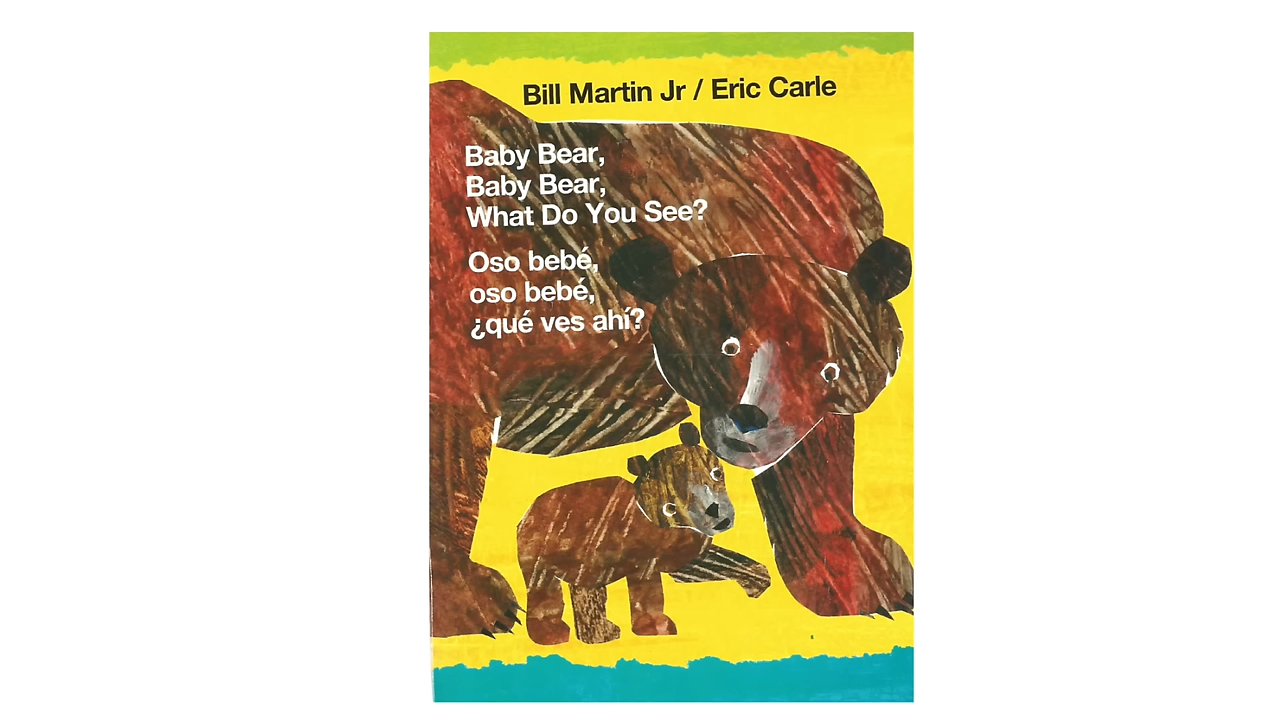 Bill Martin Jr / Eric Carle
Baby Bear,
Baby Bear,
What Do You See?
Oso bebé,
oso bebé,
¿qué ves ahí?